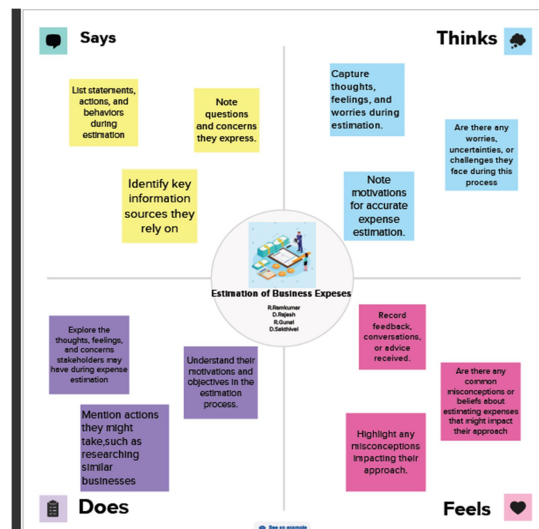 Says
List statements,
actions, and
behaviors
during
estimation
Note
questions
and concerns
they express.
Identify key
information
sources they
rely on
Thinks
Capture
thoughts,
feelings, and
worries during
estimation.
Are there any
worries,
uncertainties, or
challenges they
face during this
process
Note
motivations
for accurate
expense
estimation.
Estimation of Business Expeses
R.Ramkumar
D.Rajesh
R.Gunal
D.Sakthivel
Explore the
thoughts, feelings,
and concerns
stakeholders may
have during expense
estimation
Understand their
motivations and
objectives in the
estimation
process.
Mention actions
they might
take,such as
researching
similar
businesses
Does
Record
feedback,
conversations,
or advice
received.
Are there any
common
misconceptions or
beliefs about
estimating expenses
that might impact
their approach
Highlight any
misconceptions
impacting their
approach.
Feels
See an example